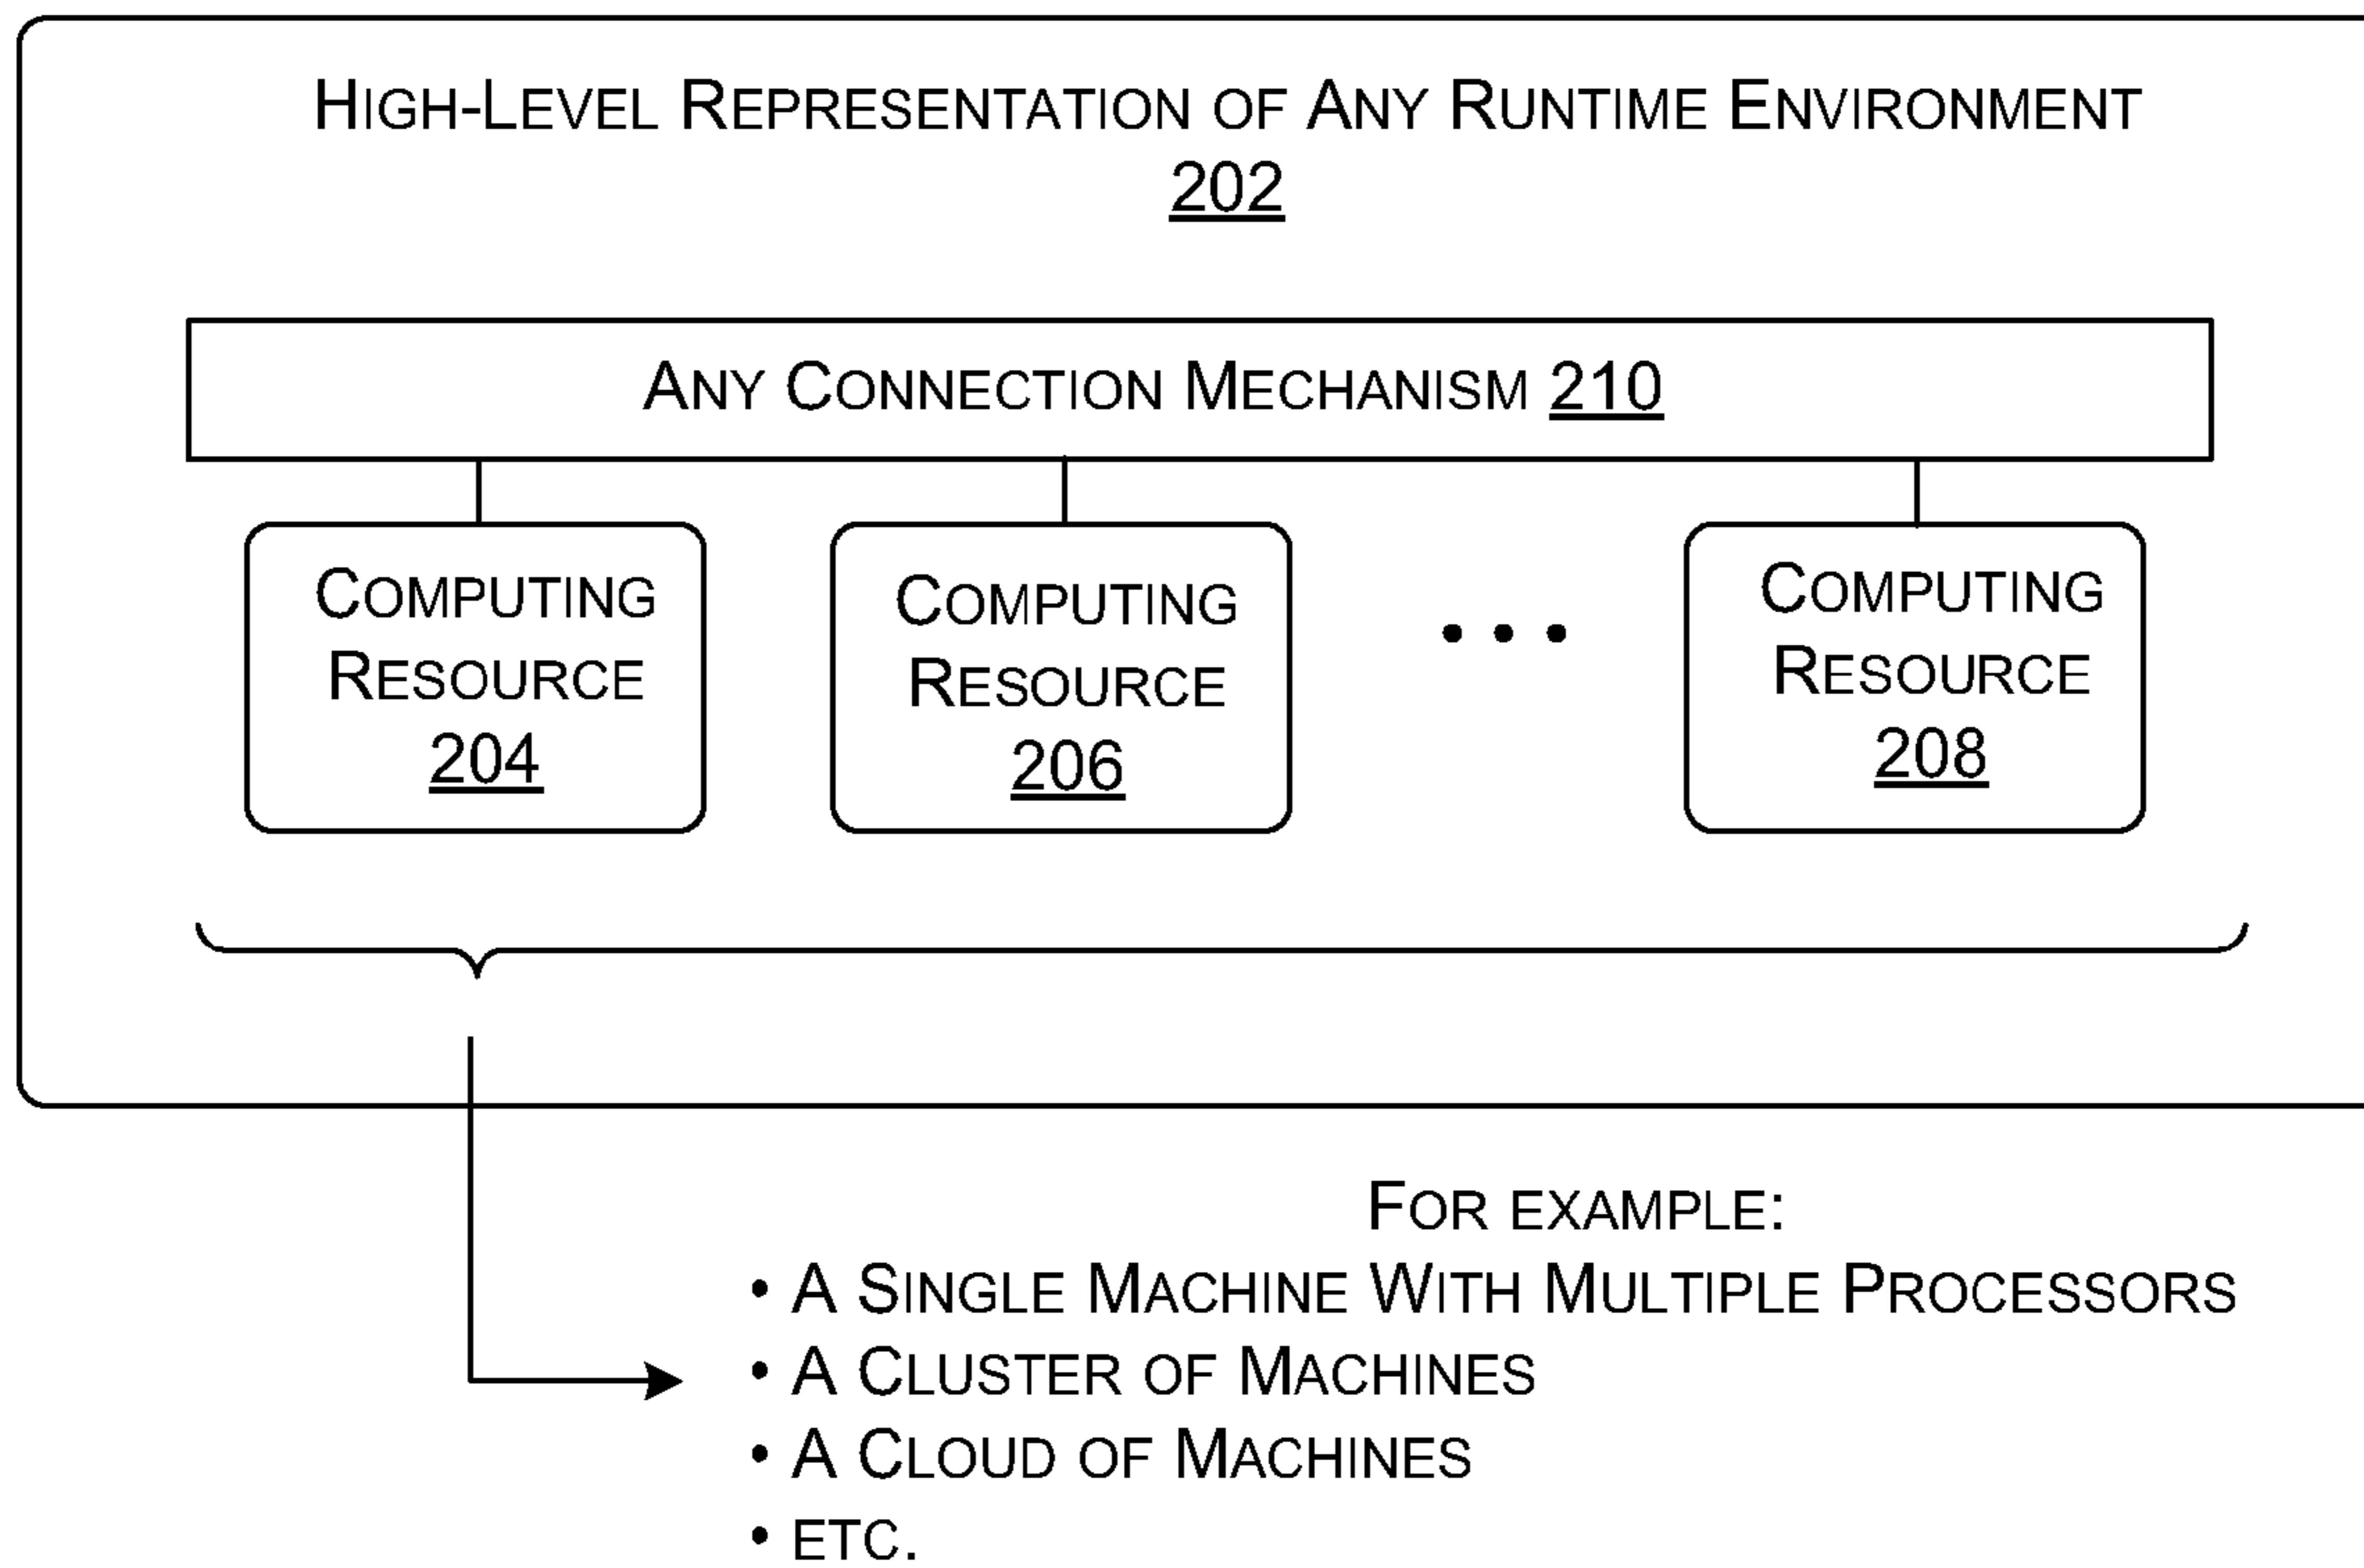 High-Level Representation of Any Runtime Environment
202
Any Connection Mechanism 210
Computing
Resource
204
Computing
Resource
206
• • •
Computing
Resource
208
For example:
• A Single Machine With Multiple Processors
• A Cluster of Machines
• A Cloud of Machines
• etc.